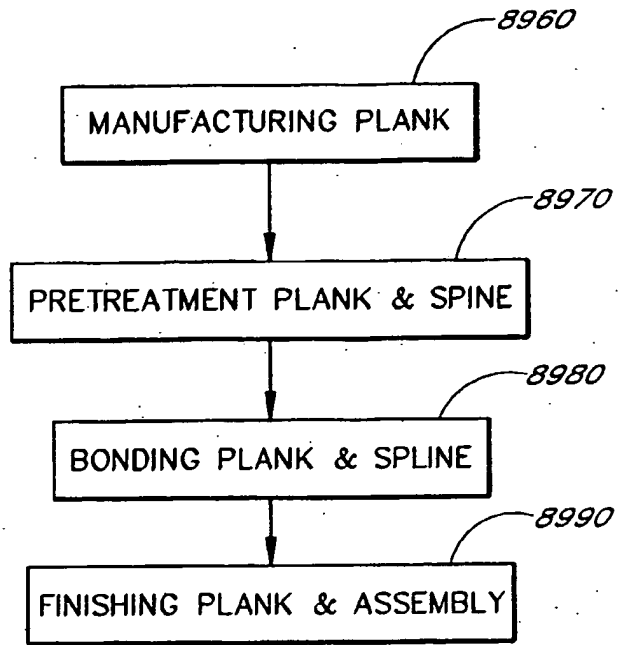 8960
MANUFACTURING PLANK
8970
PRETREATMENT PLANK & SPINE
8980
BONDING PLANK & SPLINE
8990
FINISHING PLANK & ASSEMBLY